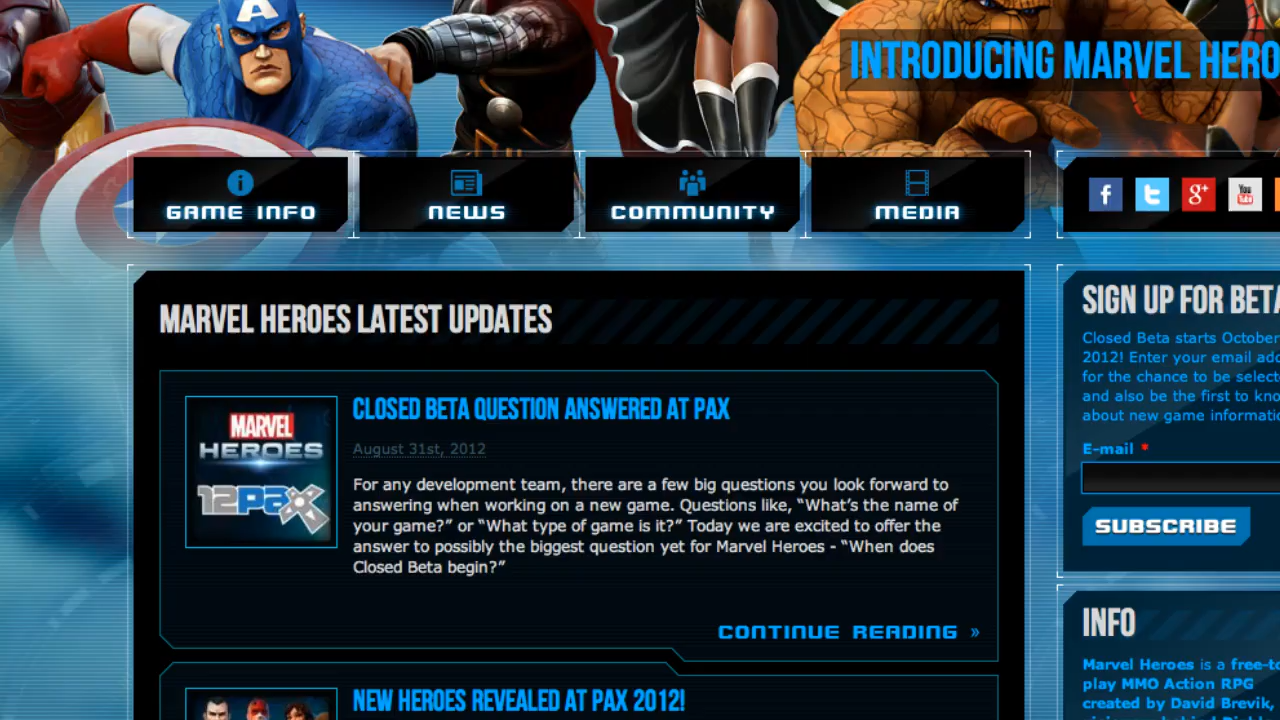 A
INTRODUCING MARVEL HERO
GAME INFO
NEWS
COMMUNITY
MEDIA
f
t
g+
You
Tube
MARVEL HEROES LATEST UPDATES
MARVEL
HEROES
12PAX
CLOSED BETA QUESTION ANSWERED AT PAX
August 31st, 2012
For any development team, there are a few big questions you look forward to
answering when working on a new game. Questions like, “What’s the name of
your game?” or “What type of game is it?” Today we are excited to offer the
answer to possibly the biggest question yet for Marvel Heroes - “When does
Closed Beta begin?”
CONTINUE READING »
NEW HEROES REVEALED AT PAX 2012!
SIGN UP FOR BETA
Closed Beta starts October
2012! Enter your email add
for the chance to be select
and also be the first to kno
about new game informati
E-mail *
SUBSCRIBE
INFO
Marvel Heroes is a free-to
play MMO Action RPG
created by David Brevik,